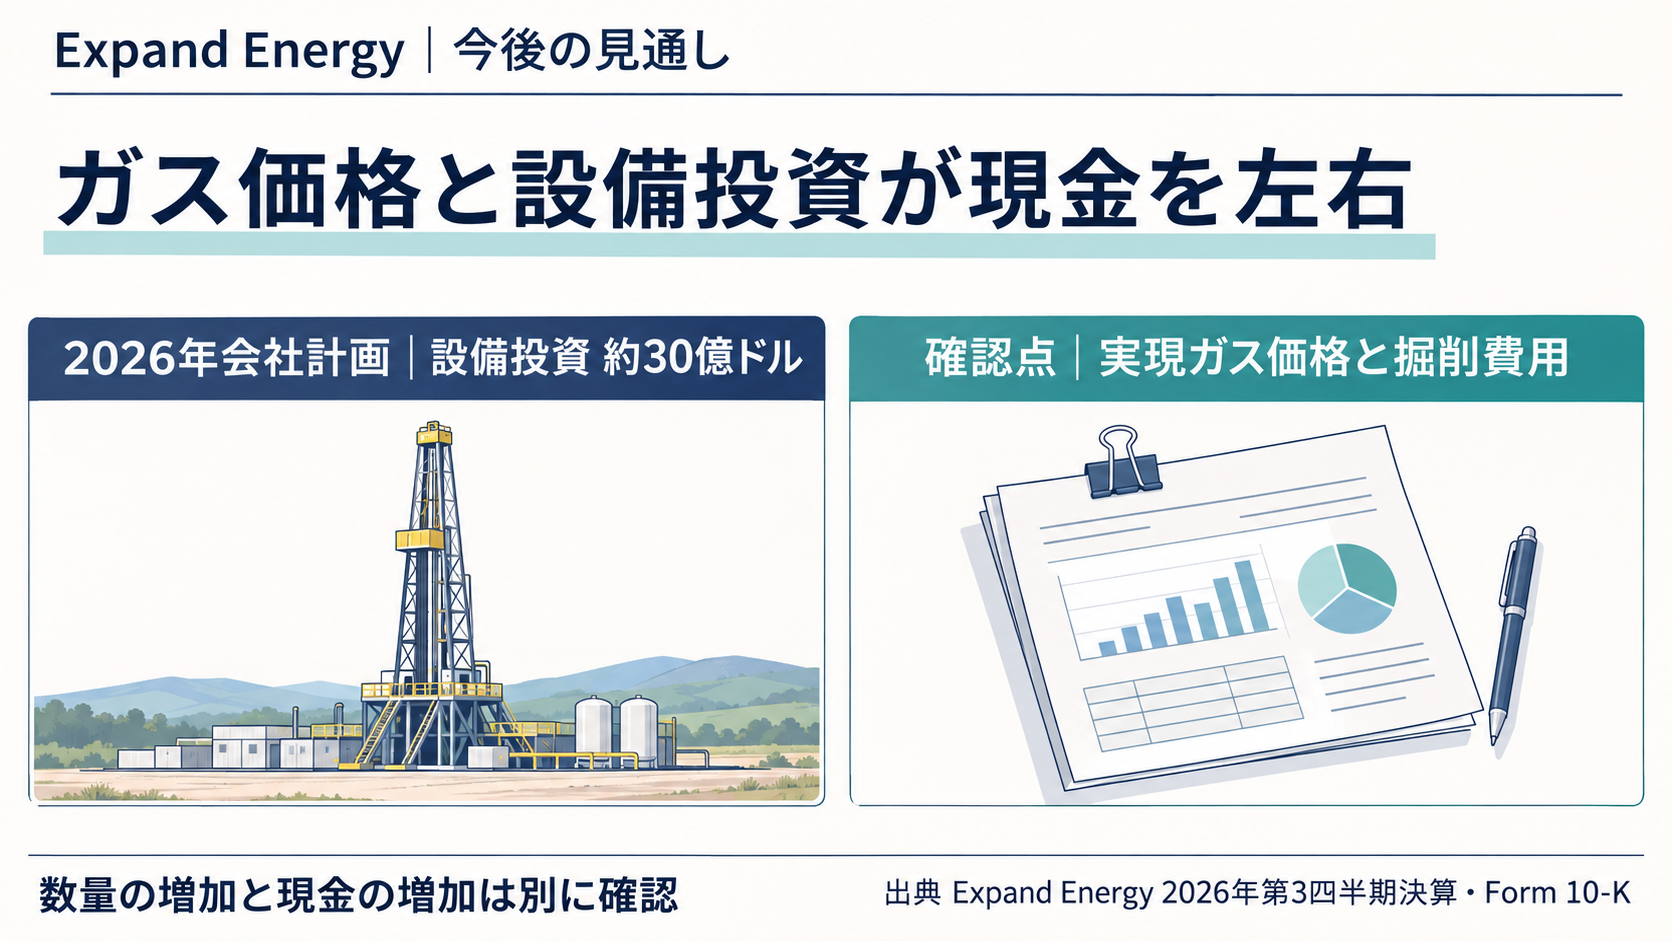 Expand Energy｜今後の見通し
ガス価格と設備投資が現金を左右
2026年会社計画｜設備投資 約30億ドル
確認点｜実現ガス価格と掘削費用
数量の増加と現金の増加は別に確認
出典 Expand Energy 2026年第3四半期決算・Form 10-K